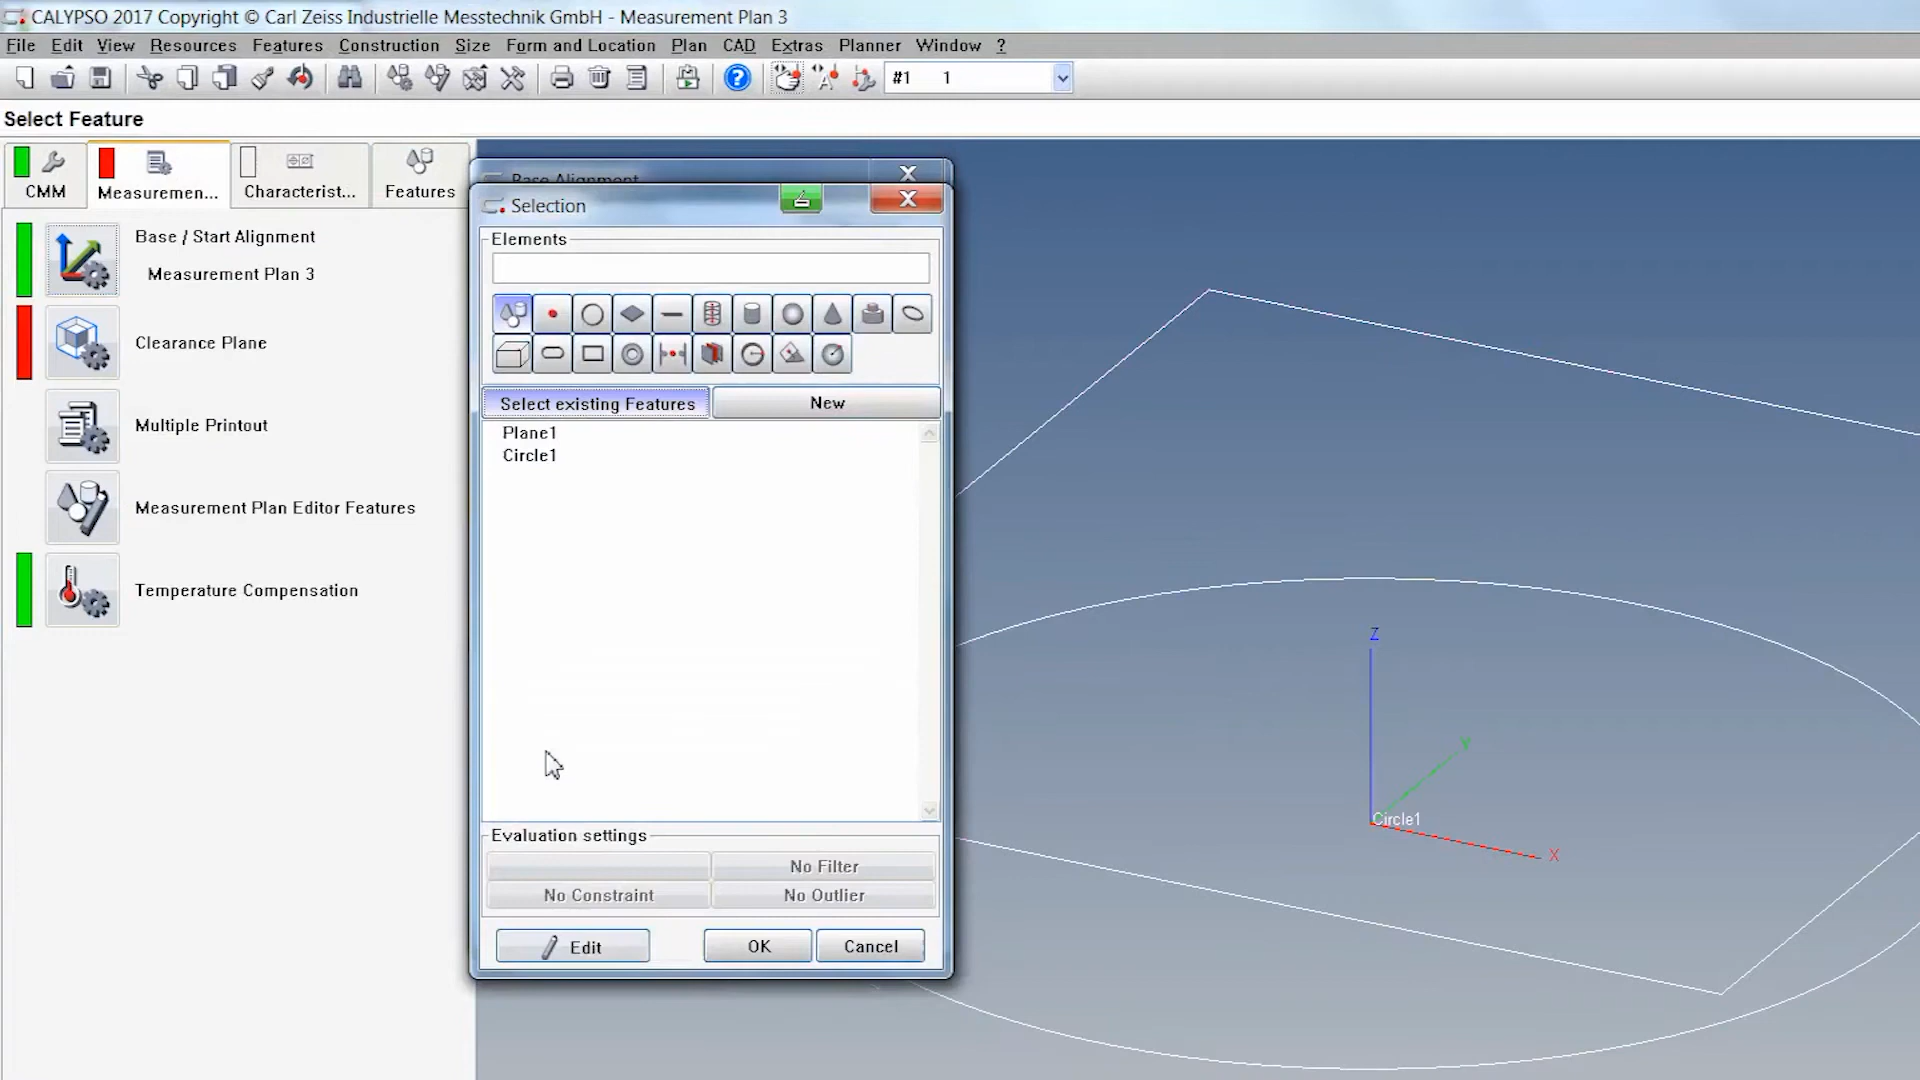 CALYPSO 2017 Copyright © Carl Zeiss Industrielle Messtechnik GmbH - Measurement Plan 3
File Edit View Resources Features Construction Size Form and Location Plan CAD Extras Planner Window ?
#1 1
Select Feature
CMM
Measuremen...
Characterist...
Features
Base / Start Alignment
Measurement Plan 3
Clearance Plane
Multiple Printout
Measurement Plan Editor Features
Temperature Compensation
Base Alignment
Selection
Elements
Select existing Features
New
Plane1
Circle1
Evaluation settings
No Filter
No Constraint
No Outlier
Edit
OK
Cancel
Z
Y
Circle1
X